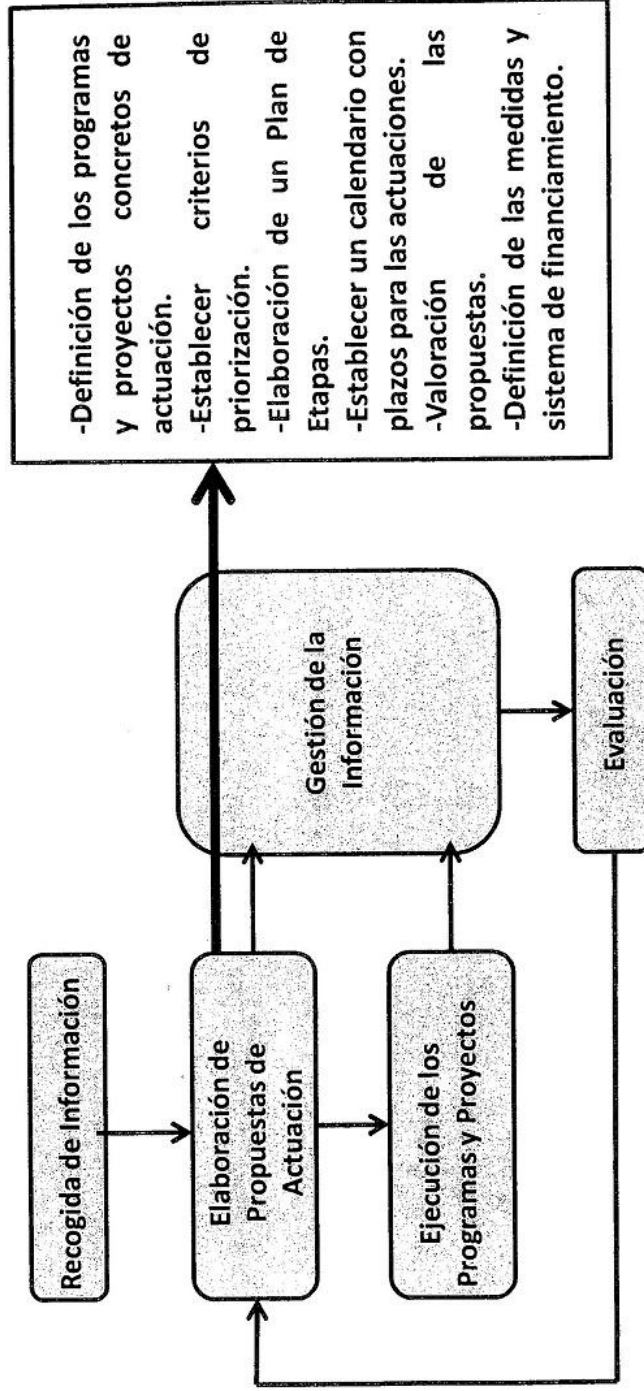 Recogida de Información
Elaboración de
Propuestas de
Actuación
Ejecución de los
Programas y Proyectos
Gestión de la
Información
Evaluación
-Definición de los programas
y proyectos concretos de
actuación.
-Establecer criterios de
priorización.
-Elaboración de un Plan de
Etapas.
-Establecer un calendario con
plazos para las actuaciones.
-Valoración de las
propuestas.
-Definición de las medidas y
sistema de financiamiento.